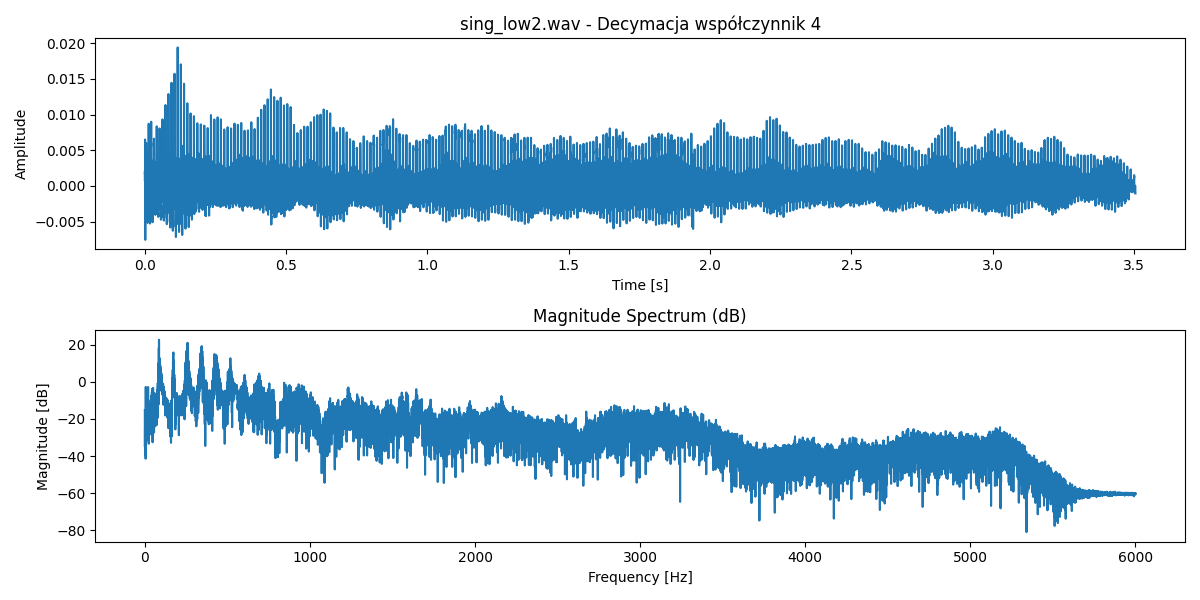 sing_low2.wav - Decymacja współczynnik 4
0.020
0.015
0.010
0.005
0.000
−0.005
Amplitude
0.0 0.5 1.0 1.5 2.0 2.5 3.0 3.5
Time [s]
Magnitude Spectrum (dB)
20
0
−20
−40
−60
−80
Magnitude [dB]
0 1000 2000 3000 4000 5000 6000
Frequency [Hz]